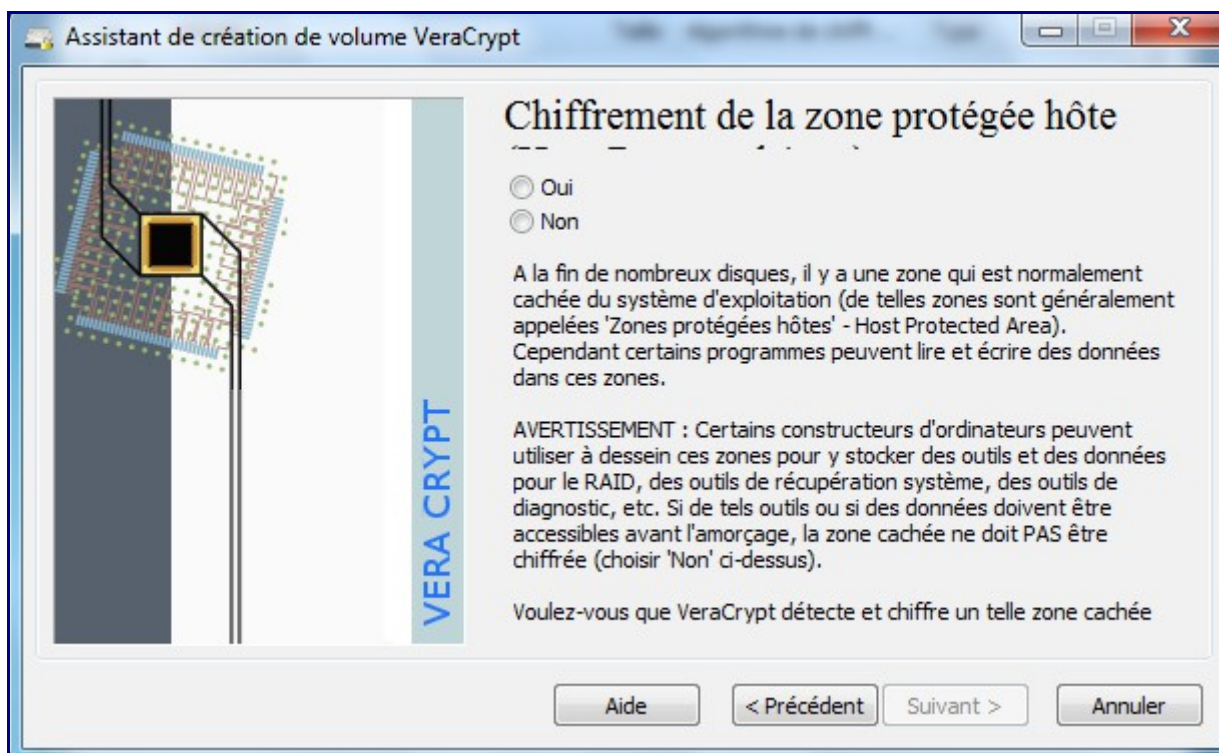 Assistant de création de volume VeraCrypt
Chiffrement de la zone protégée hôte
Oui
Non
A la fin de nombreux disques, il y a une zone qui est normalement
cachée du système d'exploitation (de telles zones sont généralement
appelées 'Zones protégées hôtes' - Host Protected Area).
Cependant certains programmes peuvent lire et écrire des données
dans ces zones.
AVERTISSEMENT : Certains constructeurs d'ordinateurs peuvent
utiliser à dessein ces zones pour y stocker des outils et des données
pour le RAID, des outils de récupération système, des outils de
diagnostic, etc. Si de tels outils ou si des données doivent être
accessibles avant l'amorçage, la zone cachée ne doit PAS être
chiffrée (choisir 'Non' ci-dessus).
Voulez-vous que VeraCrypt détecte et chiffre un telle zone cachée
VERA CRYPT
Aide
< Précédent
Suivant >
Annuler